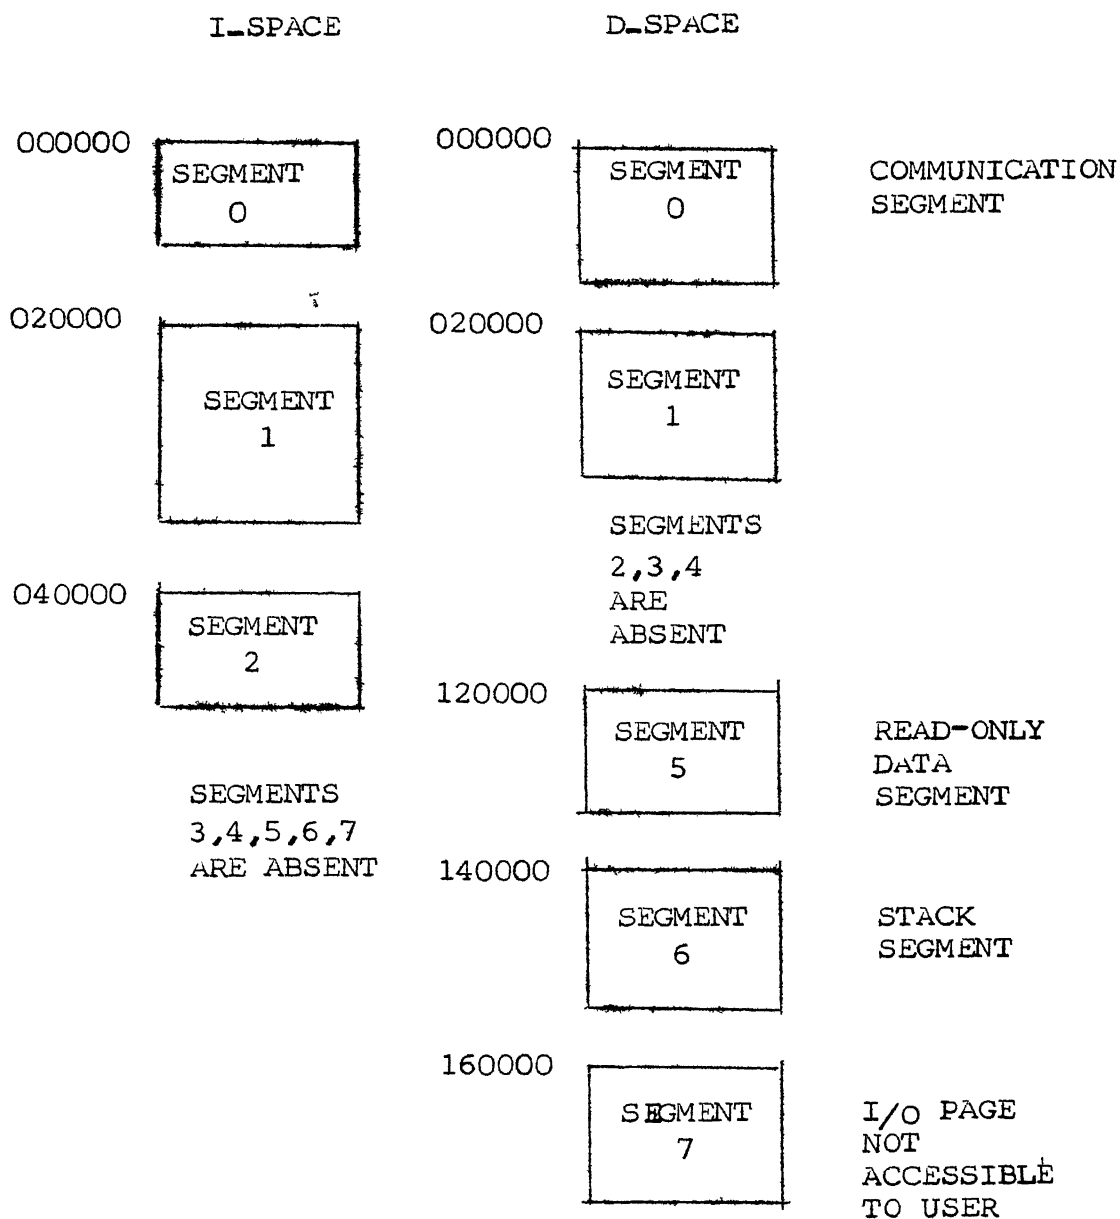 I_SPACE
D_SPACE
000000
SEGMENT
0
000000
SEGMENT
0
COMMUNICATION
SEGMENT
020000
SEGMENT
1
020000
SEGMENT
1
SEGMENTS
2,3,4
ARE
ABSENT
040000
SEGMENT
2
SEGMENTS
3,4,5,6,7
ARE ABSENT
120000
SEGMENT
5
READ-ONLY
DATA
SEGMENT
140000
SEGMENT
6
STACK
SEGMENT
160000
SEGMENT
7
I/O PAGE
NOT
ACCESSIBLE
TO USER